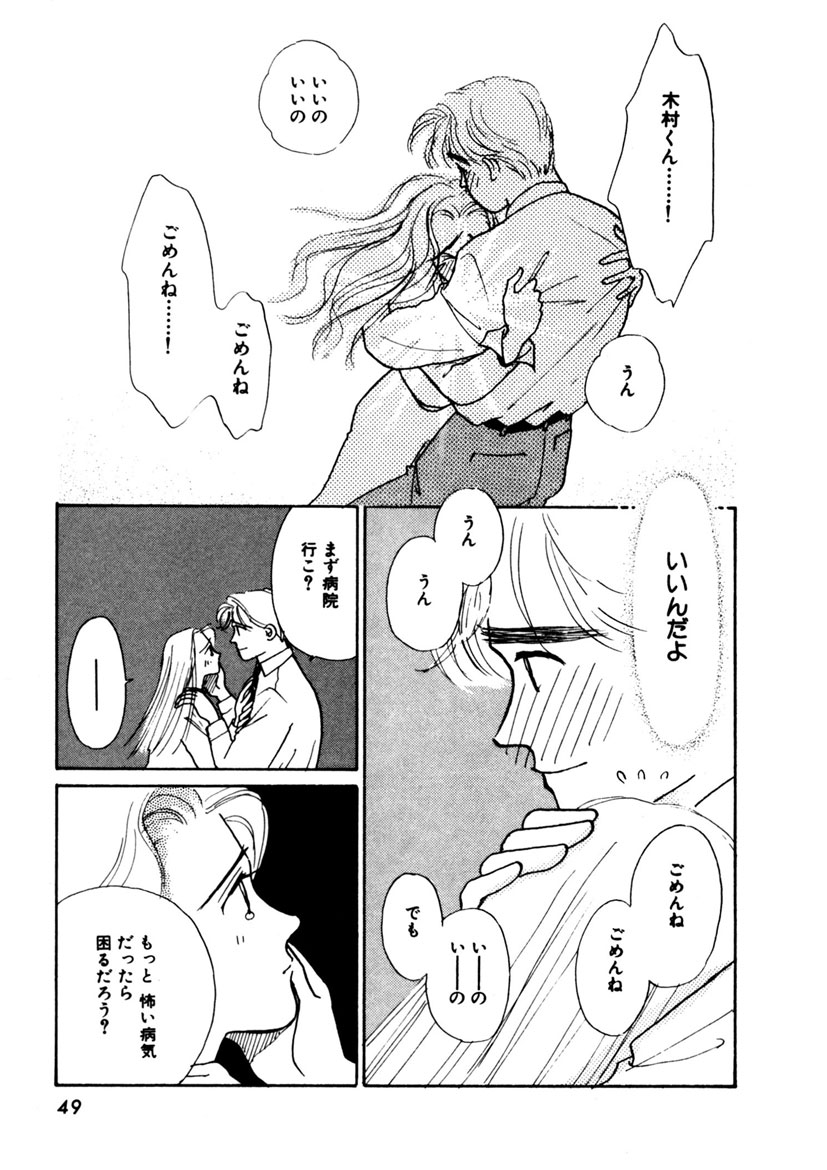 木村くん……！
いいの
いいの
ごめんね……！
ごめんね
うん
いいんだよ
うん
うん
ごめんね
ごめんね
いーの
いーの
でも
まず病院
行こ？
──
もっと 怖い病気
だったら
困るだろう？
49